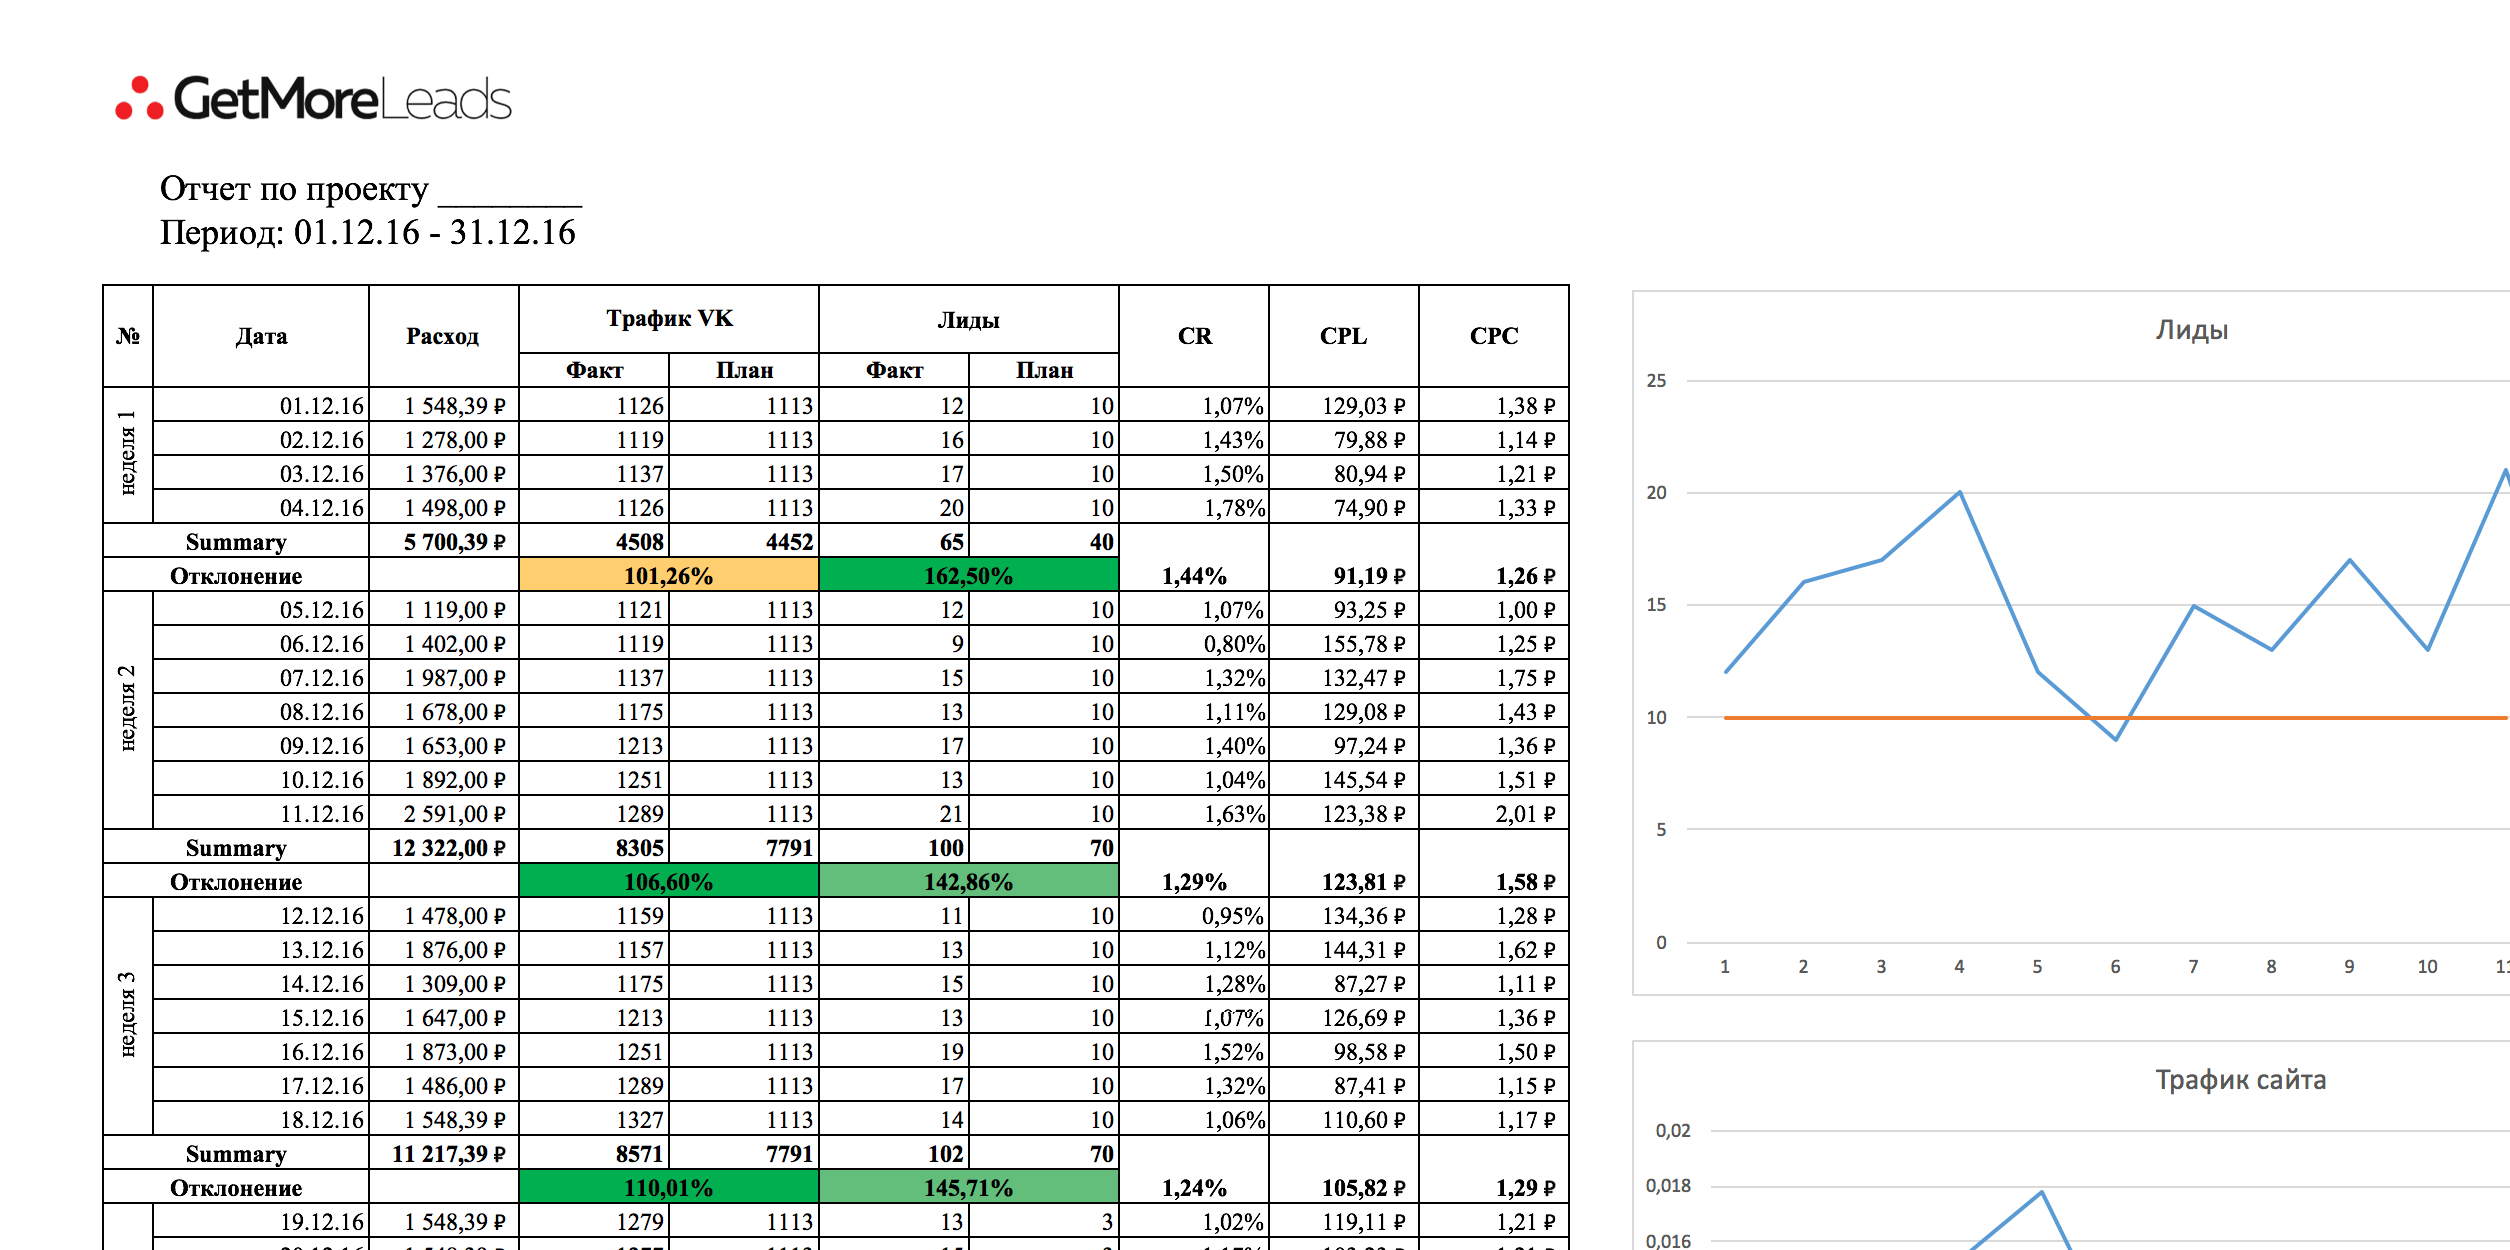 GetMoreLeads
Отчет по проекту ________
Период: 01.12.16 - 31.12.16
№ Дата Расход Трафик VK Лиды CR CPL CPC
Факт План Факт План
неделя 1
01.12.16 1 548,39 ₽ 1126 1113 12 10 1,07% 129,03 ₽ 1,38 ₽
02.12.16 1 278,00 ₽ 1119 1113 16 10 1,43% 79,88 ₽ 1,14 ₽
03.12.16 1 376,00 ₽ 1137 1113 17 10 1,50% 80,94 ₽ 1,21 ₽
04.12.16 1 498,00 ₽ 1126 1113 20 10 1,78% 74,90 ₽ 1,33 ₽
Summary 5 700,39 ₽ 4508 4452 65 40
Отклонение 101,26% 162,50% 1,44% 91,19 ₽ 1,26 ₽
неделя 2
05.12.16 1 119,00 ₽ 1121 1113 12 10 1,07% 93,25 ₽ 1,00 ₽
06.12.16 1 402,00 ₽ 1119 1113 9 10 0,80% 155,78 ₽ 1,25 ₽
07.12.16 1 987,00 ₽ 1137 1113 15 10 1,32% 132,47 ₽ 1,75 ₽
08.12.16 1 678,00 ₽ 1175 1113 13 10 1,11% 129,08 ₽ 1,43 ₽
09.12.16 1 653,00 ₽ 1213 1113 17 10 1,40% 97,24 ₽ 1,36 ₽
10.12.16 1 892,00 ₽ 1251 1113 13 10 1,04% 145,54 ₽ 1,51 ₽
11.12.16 2 591,00 ₽ 1289 1113 21 10 1,63% 123,38 ₽ 2,01 ₽
Summary 12 322,00 ₽ 8305 7791 100 70
Отклонение 106,60% 142,86% 1,29% 123,81 ₽ 1,58 ₽
неделя 3
12.12.16 1 478,00 ₽ 1159 1113 11 10 0,95% 134,36 ₽ 1,28 ₽
13.12.16 1 876,00 ₽ 1157 1113 13 10 1,12% 144,31 ₽ 1,62 ₽
14.12.16 1 309,00 ₽ 1175 1113 15 10 1,28% 87,27 ₽ 1,11 ₽
15.12.16 1 647,00 ₽ 1213 1113 13 10 1,07% 126,69 ₽ 1,36 ₽
16.12.16 1 873,00 ₽ 1251 1113 19 10 1,52% 98,58 ₽ 1,50 ₽
17.12.16 1 486,00 ₽ 1289 1113 17 10 1,32% 87,41 ₽ 1,15 ₽
18.12.16 1 548,39 ₽ 1327 1113 14 10 1,06% 110,60 ₽ 1,17 ₽
Summary 11 217,39 ₽ 8571 7791 102 70
Отклонение 110,01% 145,71% 1,24% 105,82 ₽ 1,29 ₽
19.12.16 1 548,39 ₽ 1279 1113 13 3 1,02% 119,11 ₽ 1,21 ₽
Лиды
25
20
15
10
5
0
1 2 3 4 5 6 7 8 9 10
Трафик сайта
0,02
0,018
0,016